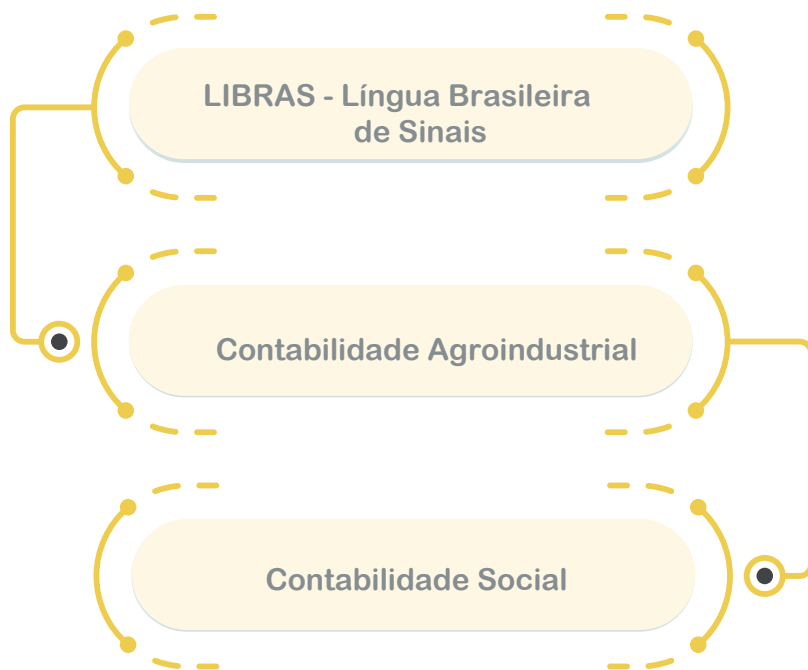 LIBRAS - Língua Brasileira
de Sinais
Contabilidade Agroindustrial
Contabilidade Social